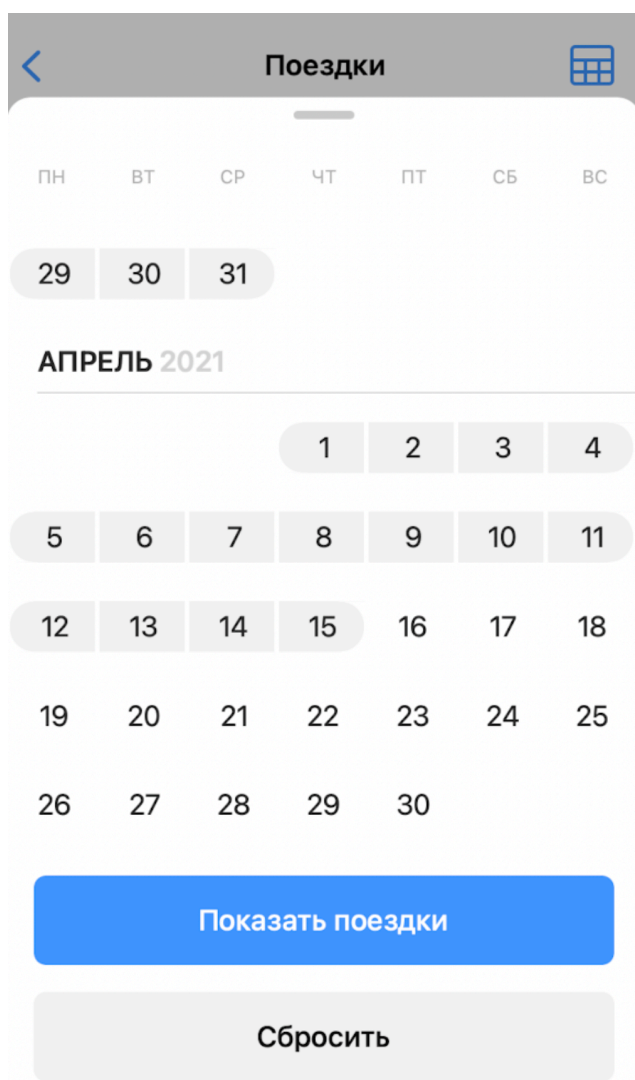 Поездки
ПН ВТ СР ЧТ ПТ СБ ВС
29 30 31
АПРЕЛЬ 2021
1 2 3 4
5 6 7 8 9 10 11
12 13 14 15 16 17 18
19 20 21 22 23 24 25
26 27 28 29 30
Показать поездки
Сбросить